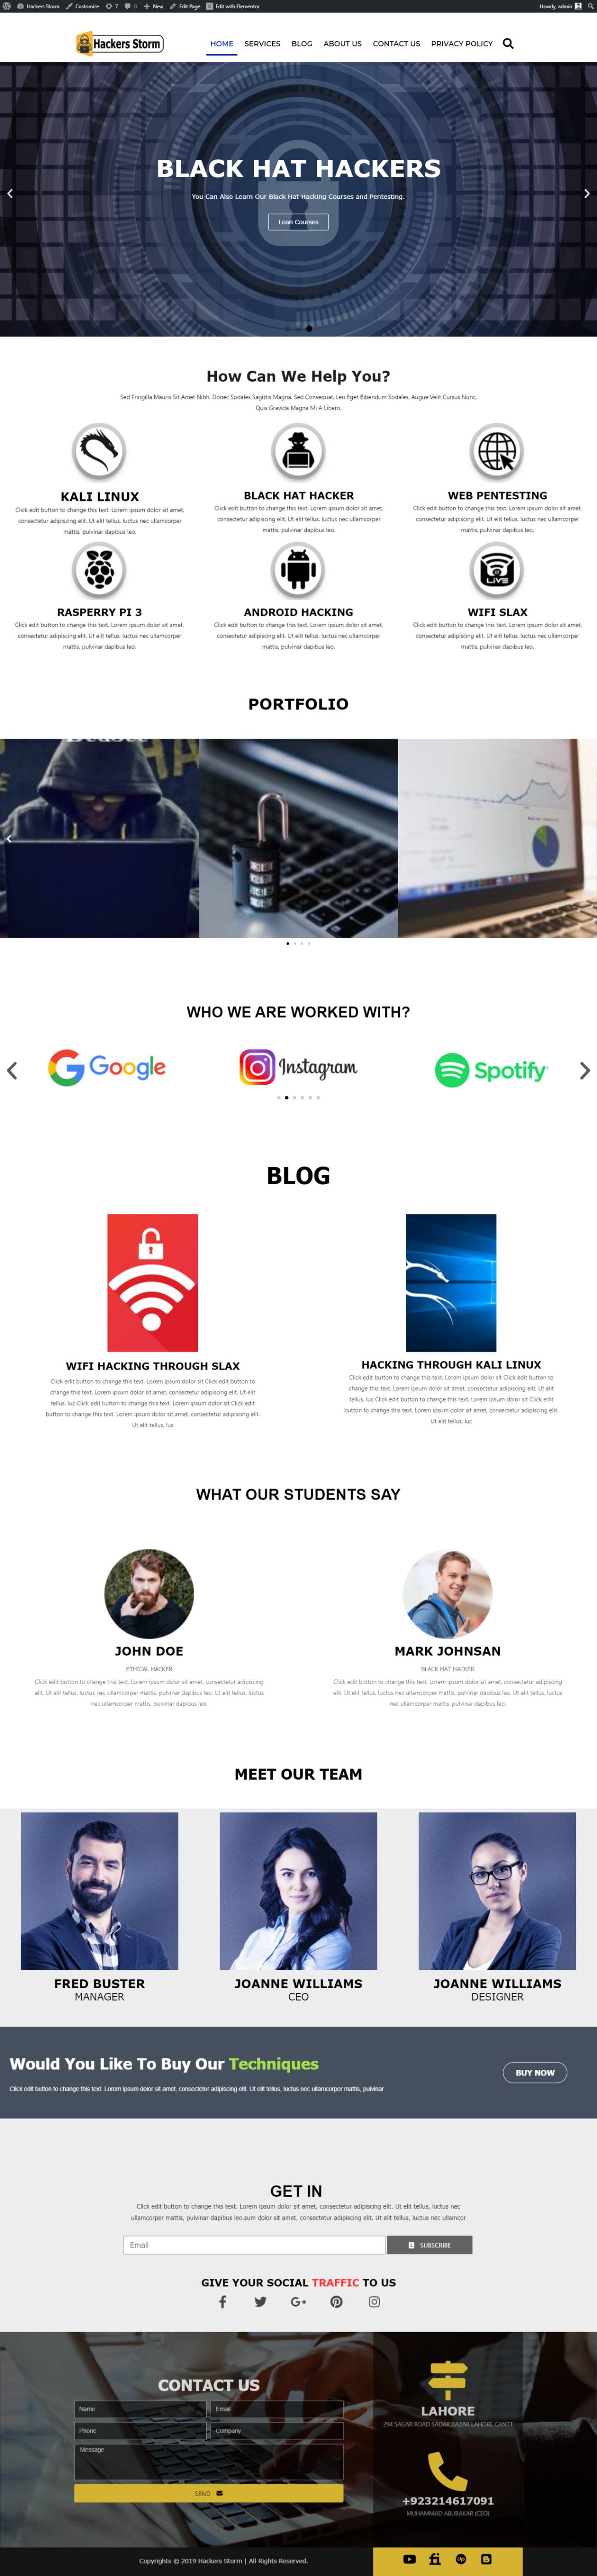 Hackers Storm Customize 7 0 New Edit Page Edit with Elementor Howdy, admin
Hackers Storm
HOME SERVICES BLOG ABOUT US CONTACT US PRIVACY POLICY
BLACK HAT HACKERS
You Can Also Learn Our Black Hat Hacking Courses and Pentesting.
Lean Courses
How Can We Help You?
Sed Fringilla Mauris Sit Amet Nibh. Donec Sodales Sagittis Magna. Sed Consequat, Leo Eget Bibendum Sodales, Augue Velit Cursus Nunc,
Quis Gravida Magna Mi A Libero.
KALI LINUX
Click edit button to change this text. Lorem ipsum dolor sit amet,
consectetur adipiscing elit. Ut elit tellus, luctus nec ullamcorper
mattis, pulvinar dapibus leo.
BLACK HAT HACKER
Click edit button to change this text. Lorem ipsum dolor sit amet,
consectetur adipiscing elit. Ut elit tellus, luctus nec ullamcorper
mattis, pulvinar dapibus leo.
WEB PENTESTING
Click edit button to change this text. Lorem ipsum dolor sit amet,
consectetur adipiscing elit. Ut elit tellus, luctus nec ullamcorper
mattis, pulvinar dapibus leo.
RASPERRY PI 3
Click edit button to change this text. Lorem ipsum dolor sit amet,
consectetur adipiscing elit. Ut elit tellus, luctus nec ullamcorper
mattis, pulvinar dapibus leo.
ANDROID HACKING
Click edit button to change this text. Lorem ipsum dolor sit amet,
consectetur adipiscing elit. Ut elit tellus, luctus nec ullamcorper
mattis, pulvinar dapibus leo.
LIVE
WIFI SLAX
Click edit button to change this text. Lorem ipsum dolor sit amet,
consectetur adipiscing elit. Ut elit tellus, luctus nec ullamcorper
mattis, pulvinar dapibus leo.
PORTFOLIO
WHO WE ARE WORKED WITH?
Google
Instagram
Spotify
BLOG
WIFI HACKING THROUGH SLAX
Click edit button to change this text. Lorem ipsum dolor sit Click edit button to
change this text. Lorem ipsum dolor sit amet, consectetur adipiscing elit. Ut elit
tellus, luc Click edit button to change this text. Lorem ipsum dolor sit Click edit
button to change this text. Lorem ipsum dolor sit amet, consectetur adipiscing elit.
Ut elit tellus, luc
HACKING THROUGH KALI LINUX
Click edit button to change this text. Lorem ipsum dolor sit Click edit button to
change this text. Lorem ipsum dolor sit amet, consectetur adipiscing elit. Ut elit
tellus, luc Click edit button to change this text. Lorem ipsum dolor sit Click edit
button to change this text. Lorem ipsum dolor sit amet, consectetur adipiscing elit.
Ut elit tellus, luc
WHAT OUR STUDENTS SAY
JOHN DOE
ETHICAL HACKER
Click edit button to change this text. Lorem ipsum dolor sit amet, consectetur adipiscing
elit. Ut elit tellus, luctus nec ullamcorper mattis, pulvinar dapibus leo. Ut elit tellus, luctus
nec ullamcorper mattis, pulvinar dapibus leo.
MARK JOHNSAN
BLACK HAT HACKER
Click edit button to change this text. Lorem ipsum dolor sit amet, consectetur adipiscing
elit. Ut elit tellus, luctus nec ullamcorper mattis, pulvinar dapibus leo. Ut elit tellus, luctus
nec ullamcorper mattis, pulvinar dapibus leo.
MEET OUR TEAM
FRED BUSTER
MANAGER
JOANNE WILLIAMS
CEO
JOANNE WILLIAMS
DESIGNER
Would You Like To Buy Our Techniques
Click edit button to change this text. Lorem ipsum dolor sit amet, consectetur adipiscing elit. Ut elit tellus, luctus nec ullamcorper mattis, pulvinar
BUY NOW
GET IN
Click edit button to change this text. Lorem ipsum dolor sit amet, consectetur adipiscing elit. Ut elit tellus, luctus nec
ullamcorper mattis, pulvinar dapibus leo.sum dolor sit amet, consectetur adipiscing elit. Ut elit tellus, luctus nec ullamcor
Email
SUBSCRIBE
GIVE YOUR SOCIAL TRAFFIC TO US
CONTACT US
Name
Email
Phone
Company
Message
SEND
LAHORE
294 SAGAR ROAD SADAR BAZAR LAHORE CANTT
+923214617091
MUHAMMAD ABUBAKAR (CEO)
Copyrights © 2019 Hackers Storm | All Rights Reserved.